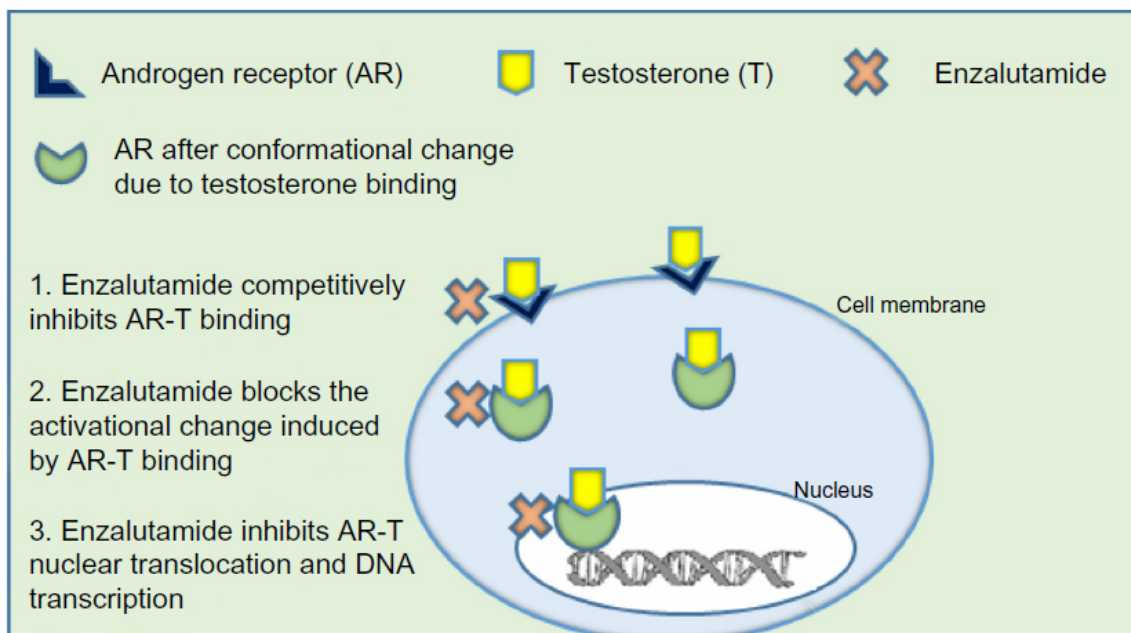 Androgen receptor (AR)
Testosterone (T)
Enzalutamide
AR after conformational change
due to testosterone binding
1. Enzalutamide competitively
inhibits AR-T binding
Cell membrane
2. Enzalutamide blocks the
activational change induced
by AR-T binding
Nucleus
3. Enzalutamide inhibits AR-T
nuclear translocation and DNA
transcription